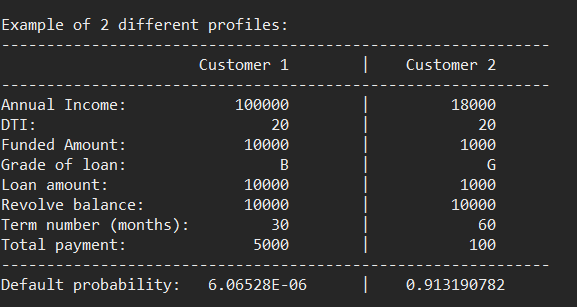 Example of 2 different profiles:
-------------------------------------------------------------
Customer 1 | Customer 2
-------------------------------------------------------------
Annual Income: 100000 | 18000
DTI: 20 | 20
Funded Amount: 10000 | 1000
Grade of loan: B | G
Loan amount: 10000 | 1000
Revolve balance: 10000 | 10000
Term number (months): 30 | 60
Total payment: 5000 | 100
-------------------------------------------------------------
Default probability: 6.06528E-06 | 0.913190782